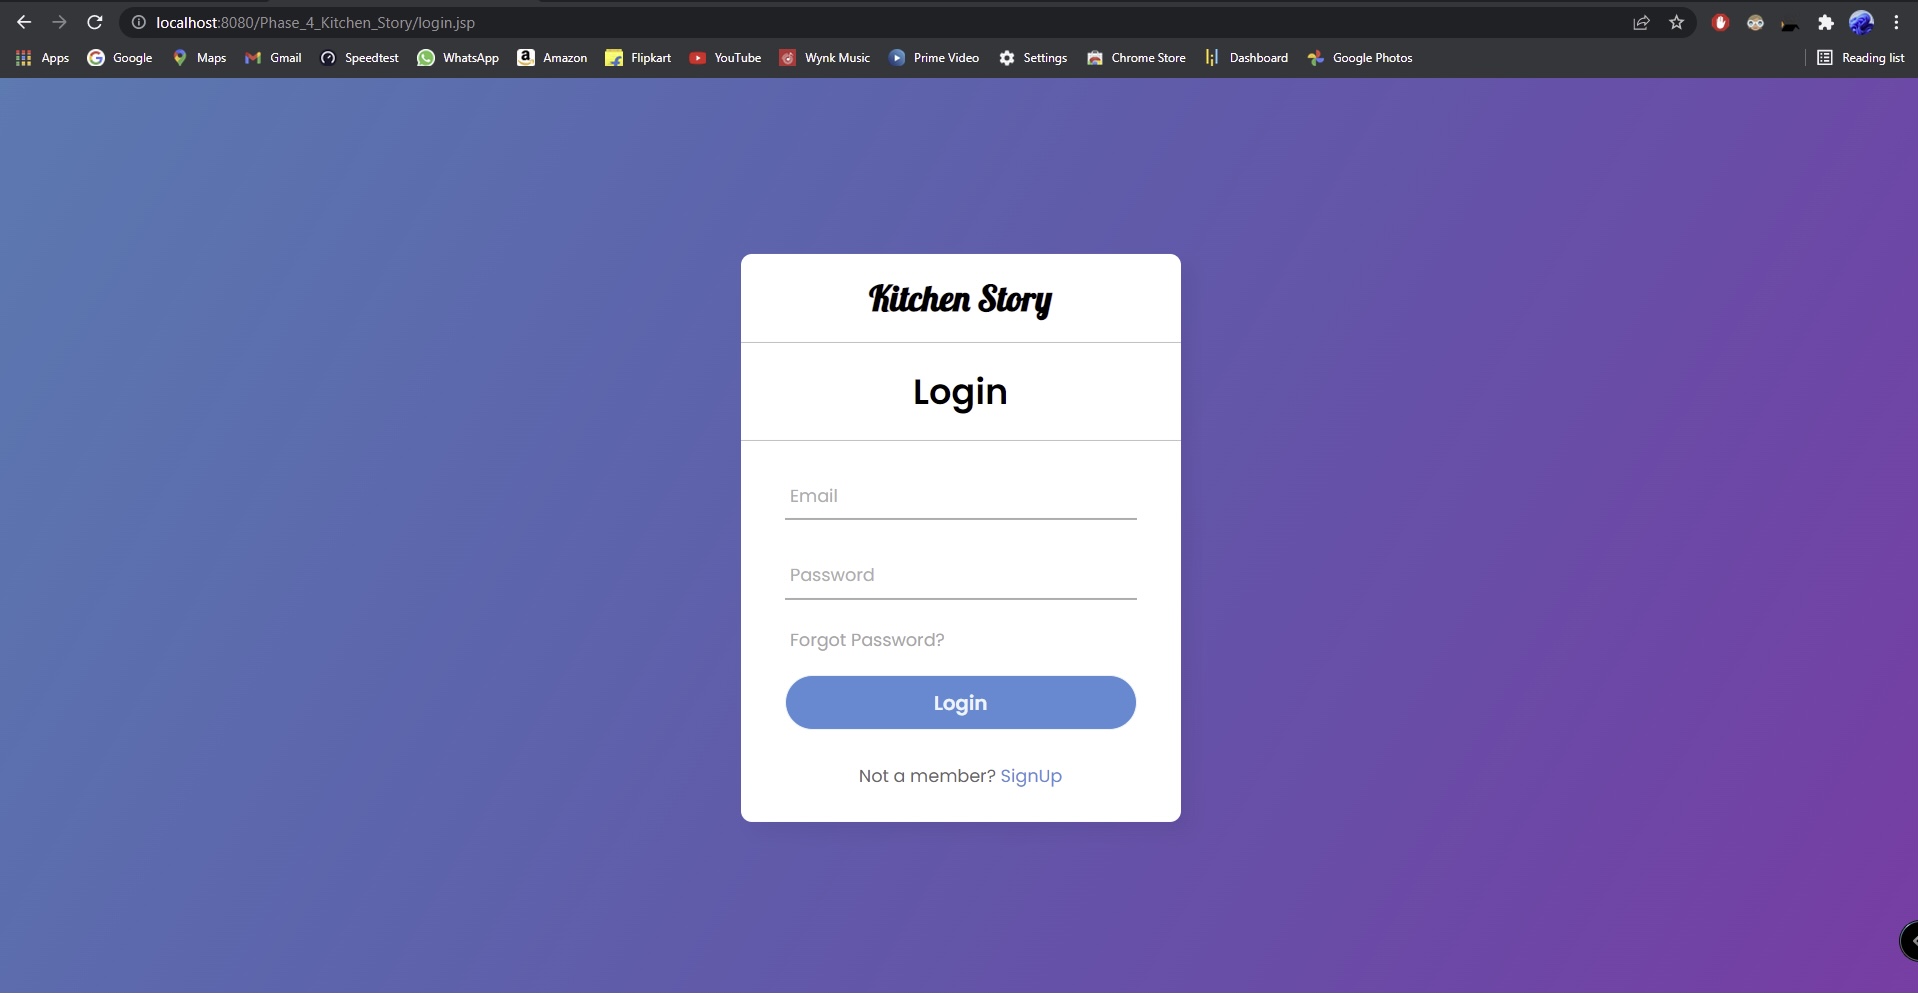 localhost:8080/Phase_4_Kitchen_Story/login.jsp
Apps Google Maps Gmail Speedtest WhatsApp Amazon Flipkart YouTube Wynk Music Prime Video Settings Chrome Store Dashboard Google Photos Reading list
Kitchen Story
Login
Email
Password
Forgot Password?
Login
Not a member? SignUp